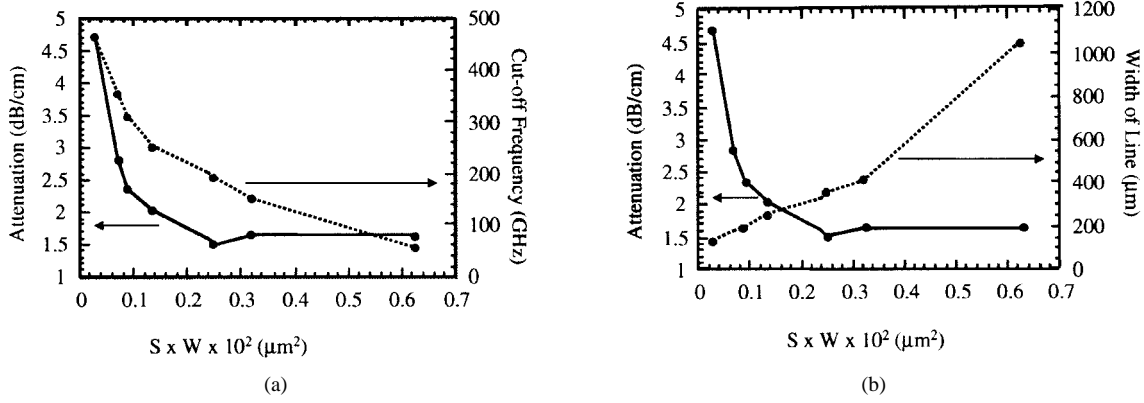 5
4.5
4
3.5
3
2.5
2
1.5
1
Attenuation (dB/cm)
500
400
300
200
100
0
Cut-off Frequency (GHz)
0 0.1 0.2 0.3 0.4 0.5 0.6 0.7
S x W x 10² (μm²)
(a)
5
4.5
4
3.5
3
2.5
2
1.5
1
Attenuation (dB/cm)
1200
1000
800
600
400
200
0
Width of Line
(μm)
0 0.1 0.2 0.3 0.4 0.5 0.6 0.7
S x W x 10² (μm²)
(b)